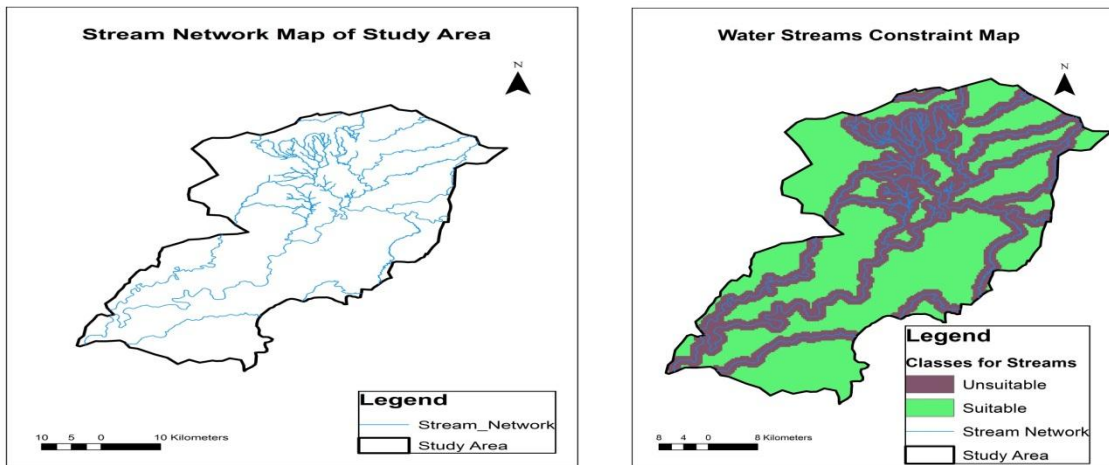 Stream Network Map of Study Area
N
Legend
Stream_Network
Study Area
10 5 0 10 Kilometers
Water Streams Constraint Map
N
Legend
Classes for Streams
Unsuitable
Suitable
Stream Network
Study Area
8 4 0 8 Kilometers